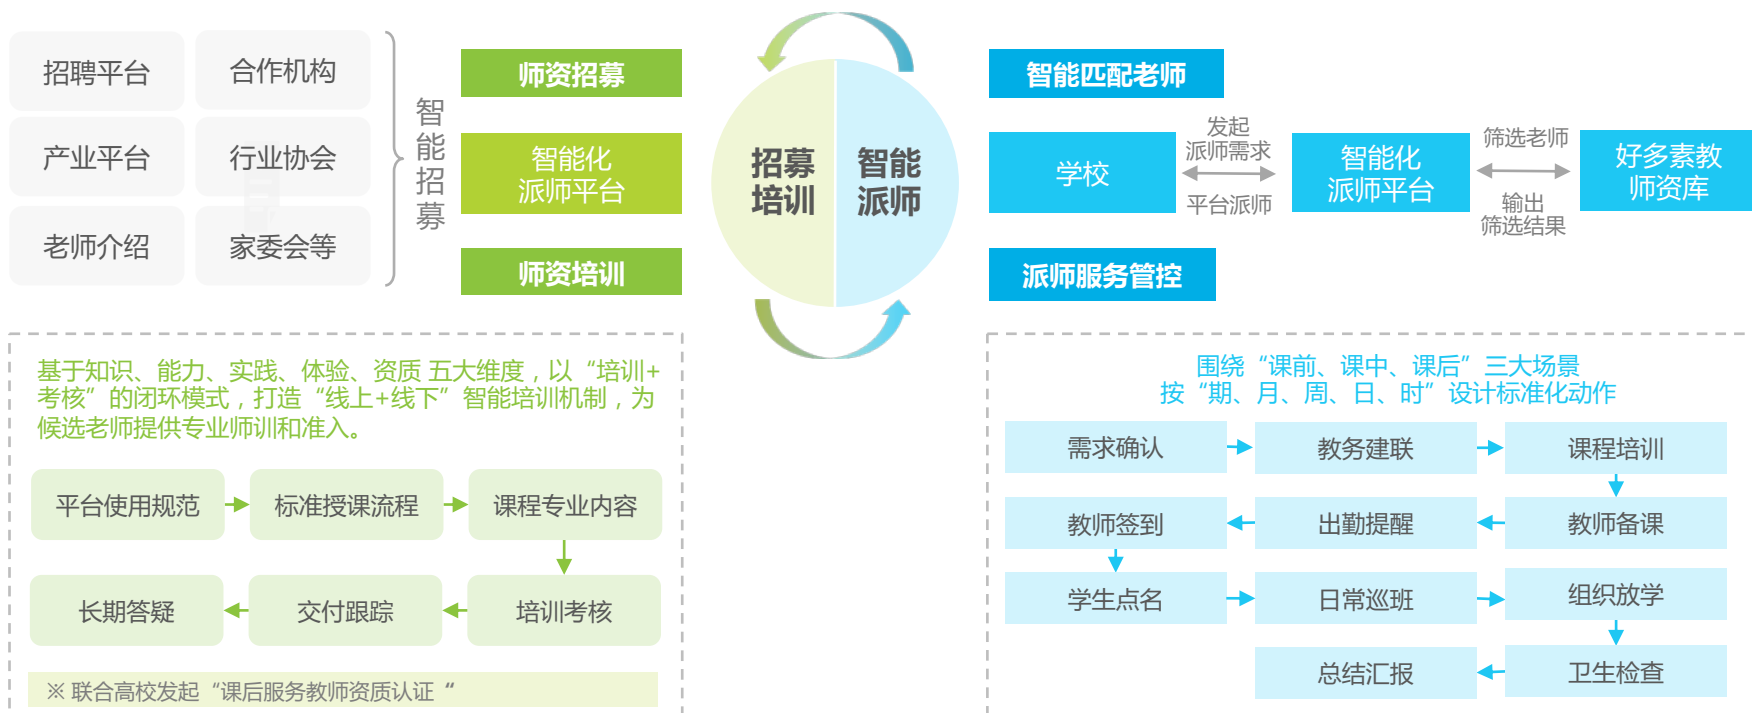 招聘平台
合作机构
产业平台
行业协会
老师介绍
家委会等
智能招募
师资招募
智能化
派师平台
师资培训
招募
培训
智能
派师
智能匹配老师
学校
发起
派师需求
平台派师
智能化
派师平台
筛选老师
输出
筛选结果
好多素教
师资库
派师服务管控
基于知识、能力、实践、体验、资质 五大维度，以“培训+
考核”的闭环模式，打造“线上+线下”智能培训机制，为
候选老师提供专业师训和准入。
平台使用规范
标准授课流程
课程专业内容
长期答疑
交付跟踪
培训考核
※ 联合高校发起“课后服务教师资质认证“
围绕“课前、课中、课后”三大场景
按“期、月、周、日、时”设计标准化动作
需求确认
教务建联
课程培训
教师签到
出勤提醒
教师备课
学生点名
日常巡班
组织放学
总结汇报
卫生检查